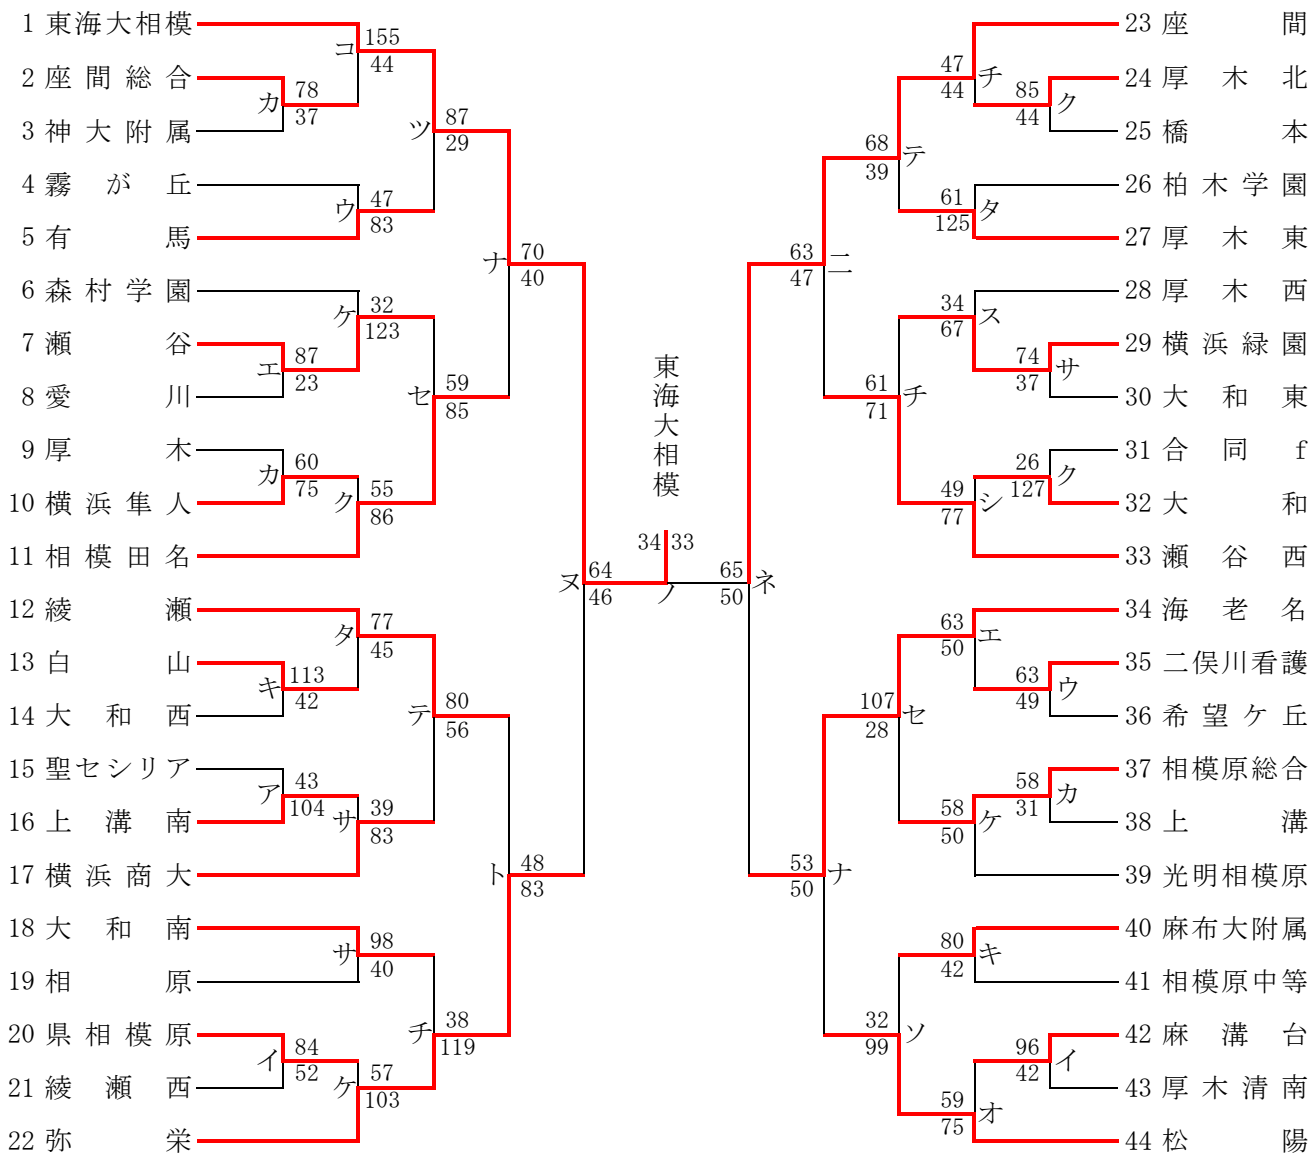 1 東海大相模
2 座間総合
3 神大附属
4 霧が丘
5 有馬
6 森村学園
7 瀬谷
8 愛川
9 厚木
10 横浜隼人
11 相模田名
12 綾瀬
13 白山
14 大和西
15 聖セシリア
16 上溝南
17 横浜商大
18 大和南
19 相原
20 県相模原
21 綾瀬西
22 弥栄
コ 155 44
カ 78 37
ツ 87 29
ウ 47 83
ナ 70 40
ケ 32 123
エ 87 23
セ 59 85
カ 60 75
ク 55 86
ヌ 64 46
タ 77 45
キ 113 42
テ 80 56
ア 43 104
サ 39 83
ト 48 83
サ 98 40
チ 38 119
イ 84 52
ケ 57 103
東海大相模
34 33
ノ
47 44 チ
85 44 ク
68 39 テ
61 125 タ
63 47 ニ
34 67 ス
74 37 サ
61 71 チ
26 127 ク
49 77 シ
65 50 ネ
63 50 エ
63 49 ウ
107 28 セ
58 31 カ
58 50 ケ
53 50 ナ
80 42 キ
32 99 ソ
96 42 イ
59 75 オ
23 座間
24 厚木北
25 橋本
26 柏木学園
27 厚木東
28 厚木西
29 横浜緑園
30 大和東
31 合同f
32 大和
33 瀬谷西
34 海老名
35 二俣川看護
36 希望ケ丘
37 相模原総合
38 上溝
39 光明相模原
40 麻布大附属
41 相模原中等
42 麻溝台
43 厚木清南
44 松陽